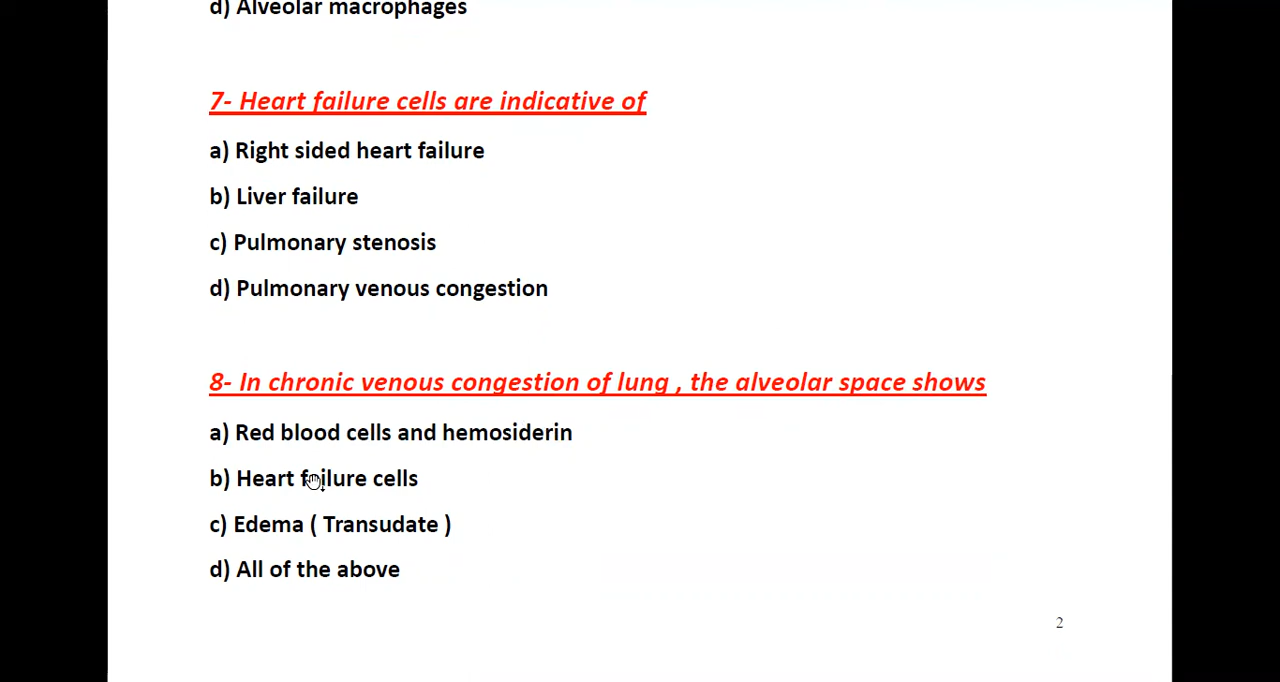 d) Alveolar macrophages
7- Heart failure cells are indicative of
a) Right sided heart failure
b) Liver failure
c) Pulmonary stenosis
d) Pulmonary venous congestion
8- In chronic venous congestion of lung , the alveolar space shows
a) Red blood cells and hemosiderin
b) Heart failure cells
c) Edema ( Transudate )
d) All of the above
2